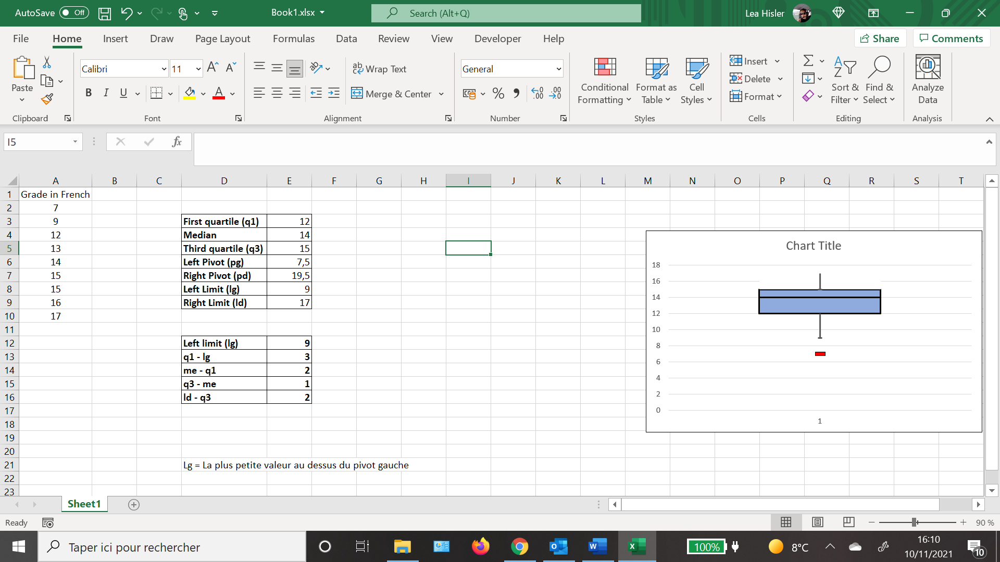 AutoSave Off Book1.xlsx Search (Alt+Q) Lea Hisler
File Home Insert Draw Page Layout Formulas Data Review View Developer Help Share Comments
Paste
Clipboard
Calibri 11
B I U A
Font
ab Wrap Text
Merge & Center
Alignment
General
% 
Number
Conditional Formatting
Format as Table
Cell Styles
Styles
Insert
Delete
Format
Cells
Sort & Filter
Find & Select
Editing
Analyze Data
Analysis
I5 fx
A B C D E F G H I J K L M N O P Q R S T
1 Grade in French
2 7
3 9 First quartile (q1) 12
4 12 Median 14
5 13 Third quartile (q3) 15
6 14 Left Pivot (pg) 7,5
7 15 Right Pivot (pd) 19,5
8 15 Left Limit (lg) 9
9 16 Right Limit (ld) 17
10 17
11
12 Left limit (lg) 9
13 q1 - lg 3
14 me - q1 2
15 q3 - me 1
16 ld - q3 2
17
18
19
20
21 Lg = La plus petite valeur au dessus du pivot gauche
22
23
Chart Title
18
16
14
12
10
8
6
4
2
0
1
Sheet1
Ready 90 %
Taper ici pour rechercher 100% 8°C 16:10
10/11/2021 10